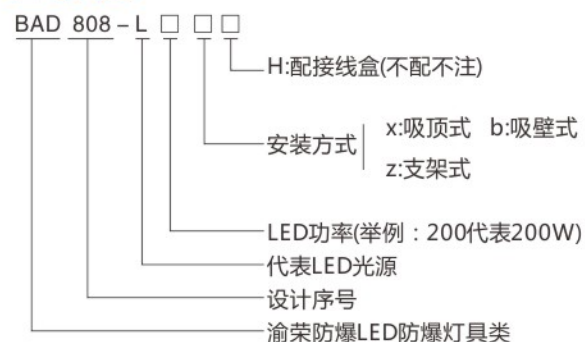 BAD 808-L□ □□
H:配接线盒(不配不注)
x:吸顶式 b:吸壁式
安装方式
z:支架式
LED功率(举例：200代表200W)
代表LED光源
设计序号
渝荣防爆LED防爆灯具类